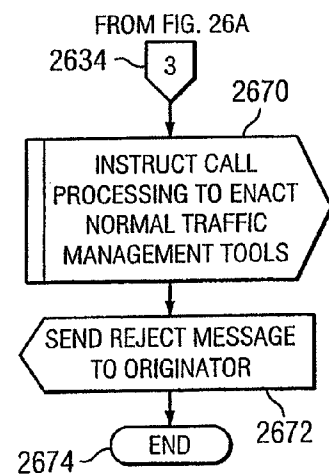 FROM FIG. 26A
2634
3
2670
INSTRUCT CALL
PROCESSING TO ENACT
NORMAL TRAFFIC
MANAGEMENT TOOLS
SEND REJECT MESSAGE
TO ORIGINATOR
2672
2674
END